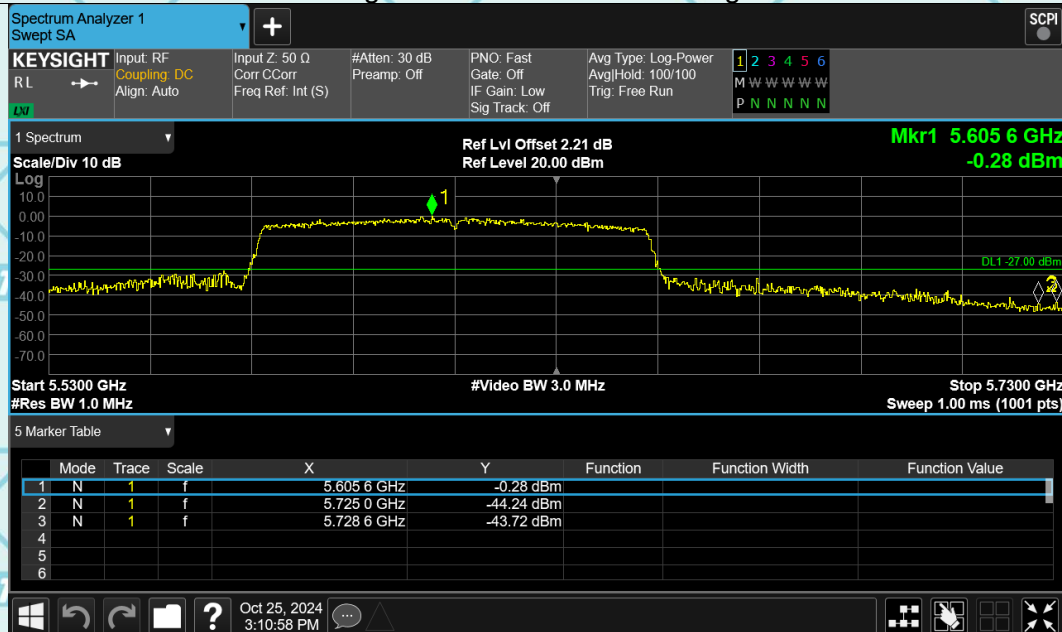 Spectrum Analyzer 1
Swept SA
+
SCPI
KEYSIGHT
RL
LXI
Input: RF
Coupling: DC
Align: Auto
Input Z: 50 Ω
Corr CCorr
Freq Ref: Int (S)
#Atten: 30 dB
Preamp: Off
PNO: Fast
Gate: Off
IF Gain: Low
Sig Track: Off
Avg Type: Log-Power
Avg|Hold: 100/100
Trig: Free Run
1 2 3 4 5 6
M W W W W W
P N N N N N
1 Spectrum
Scale/Div 10 dB
Ref Lvl Offset 2.21 dB
Ref Level 20.00 dBm
Mkr1 5.605 6 GHz
-0.28 dBm
Log
10.0
0.00
-10.0
-20.0
-30.0
-40.0
-50.0
-60.0
-70.0
1
DL1 -27.00 dBm
Start 5.5300 GHz
#Res BW 1.0 MHz
#Video BW 3.0 MHz
Stop 5.7300 GHz
Sweep 1.00 ms (1001 pts)
5 Marker Table
Mode Trace Scale X Y Function Function Width Function Value
1 N 1 f 5.605 6 GHz -0.28 dBm
2 N 1 f 5.725 0 GHz -44.24 dBm
3 N 1 f 5.728 6 GHz -43.72 dBm
4
5
6
?
Oct 25, 2024
3:10:58 PM